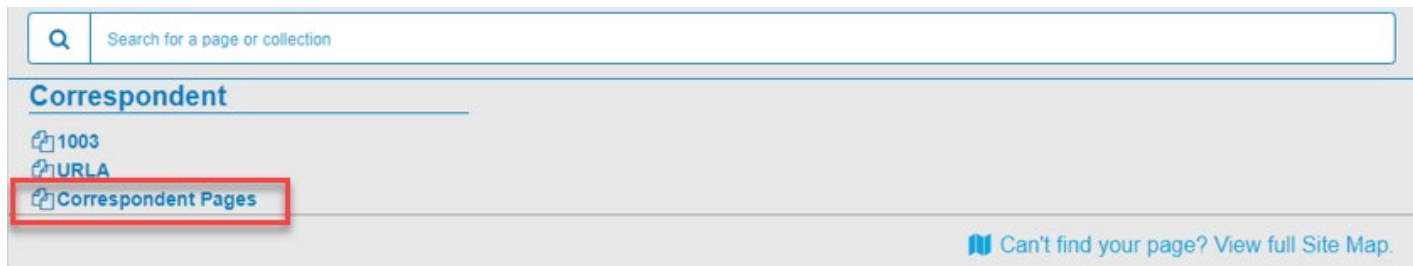 Search for a page or collection
Correspondent
1003
URLA
Correspondent Pages
Can't find your page? View full Site Map.